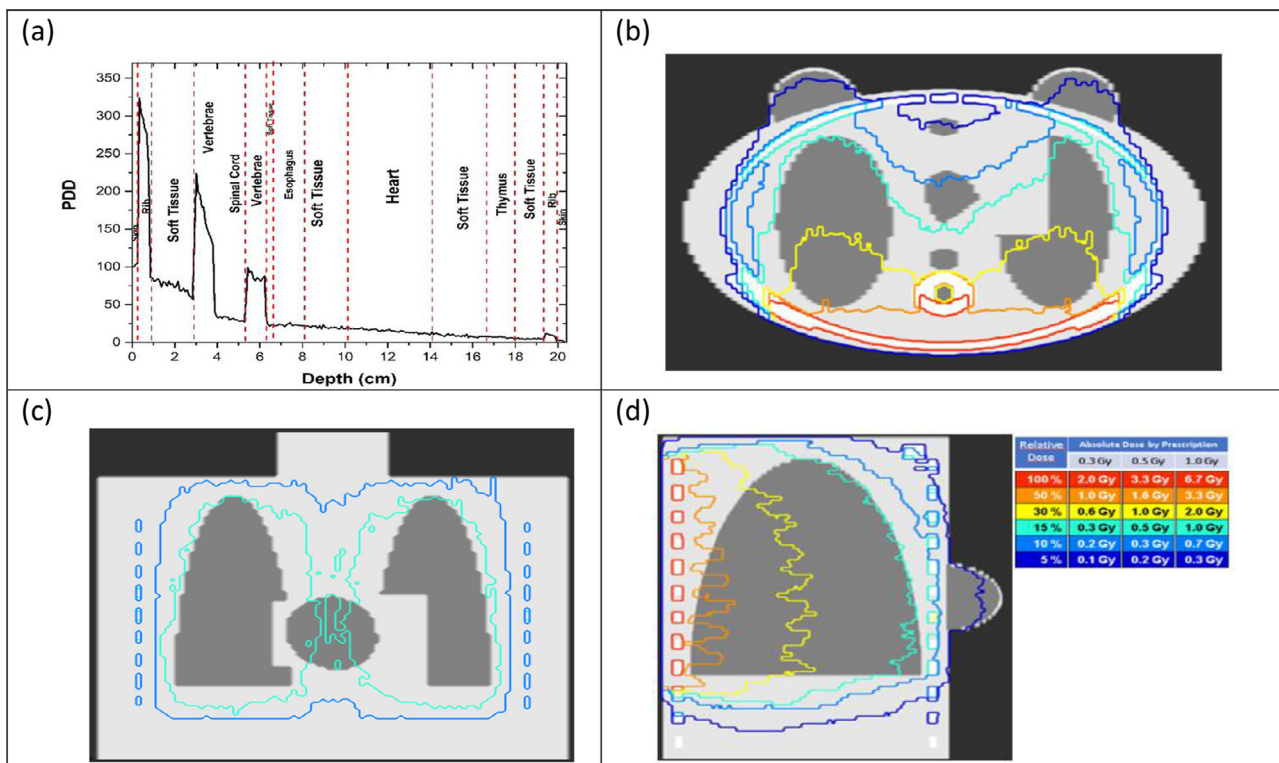 (a)
PDD
350
300
250
200
150
100
50
0
Skin
Rib
Soft Tissue
Vertebrae
Spinal Cord
Vertebrae
Esophagus
Soft Tissue
Heart
Soft Tissue
Thymus
Soft Tissue
Rib
Skin
0 2 4 6 8 10 12 14 16 18 20
Depth (cm)
(b)
(c)
(d)
Relative Dose Absolute Dose by Prescription
0.3 Gy 0.5 Gy 1.0 Gy
100 % 2.0 Gy 3.3 Gy 6.7 Gy
50 % 1.0 Gy 1.6 Gy 3.3 Gy
30 % 0.6 Gy 1.0 Gy 2.0 Gy
15 % 0.3 Gy 0.5 Gy 1.0 Gy
10 % 0.2 Gy 0.3 Gy 0.7 Gy
5 % 0.1 Gy 0.2 Gy 0.3 Gy